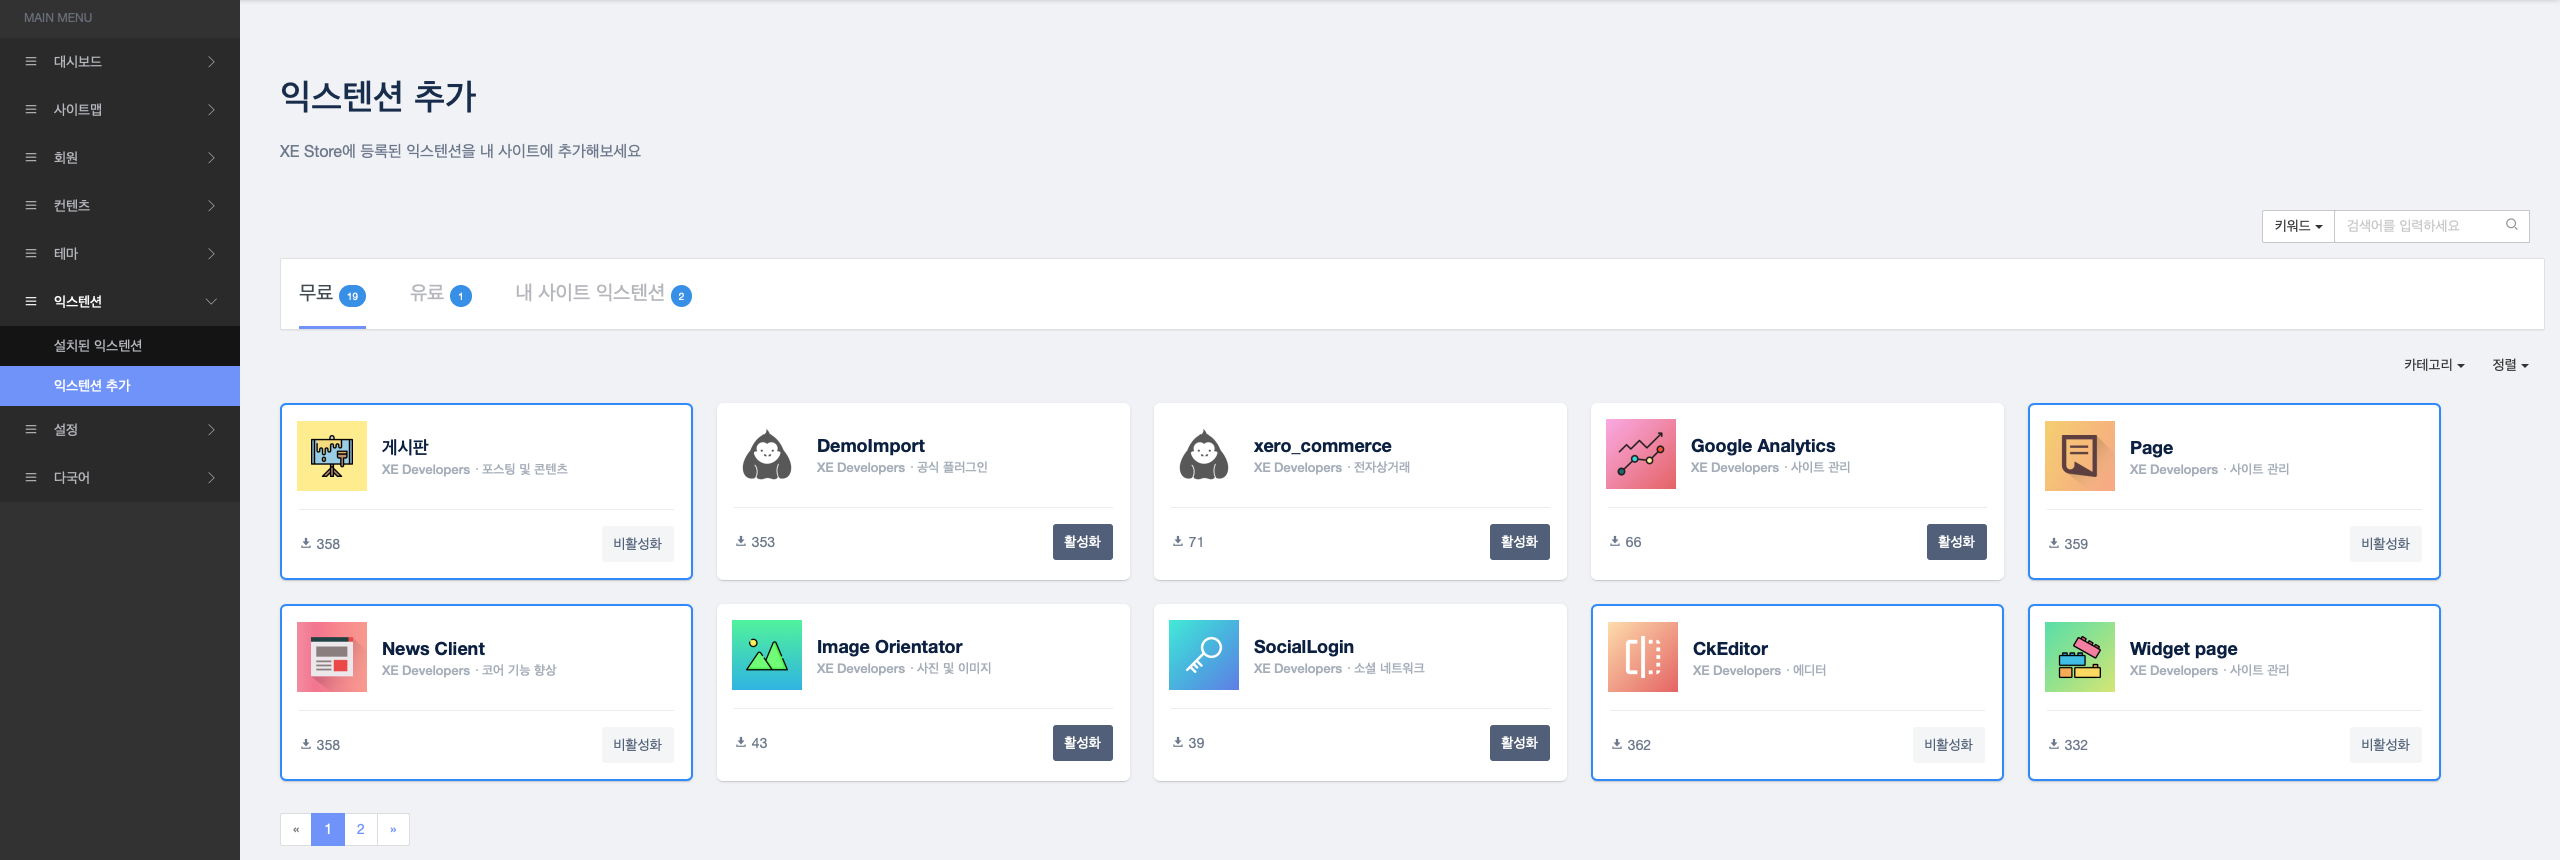 MAIN MENU
대시보드
사이트맵
회원
컨텐츠
테마
익스텐션
설치된 익스텐션
익스텐션 추가
설정
다국어
익스텐션 추가
XE Store에 등록된 익스텐션을 내 사이트에 추가해보세요
키워드 검색어를 입력하세요
무료 19 유료 1 내 사이트 익스텐션 2
카테고리 정렬
게시판
XE Developers · 포스팅 및 콘텐츠
358 비활성화
DemoImport
XE Developers · 공식 플러그인
353 활성화
xero_commerce
XE Developers · 전자상거래
71 활성화
Google Analytics
XE Developers · 사이트 관리
66 활성화
Page
XE Developers · 사이트 관리
359 비활성화
News Client
XE Developers · 코어 기능 향상
358 비활성화
Image Orientator
XE Developers · 사진 및 이미지
43 활성화
SocialLogin
XE Developers · 소셜 네트워크
39 활성화
CkEditor
XE Developers · 에디터
362 비활성화
Widget page
XE Developers · 사이트 관리
332 비활성화
« 1 2 »